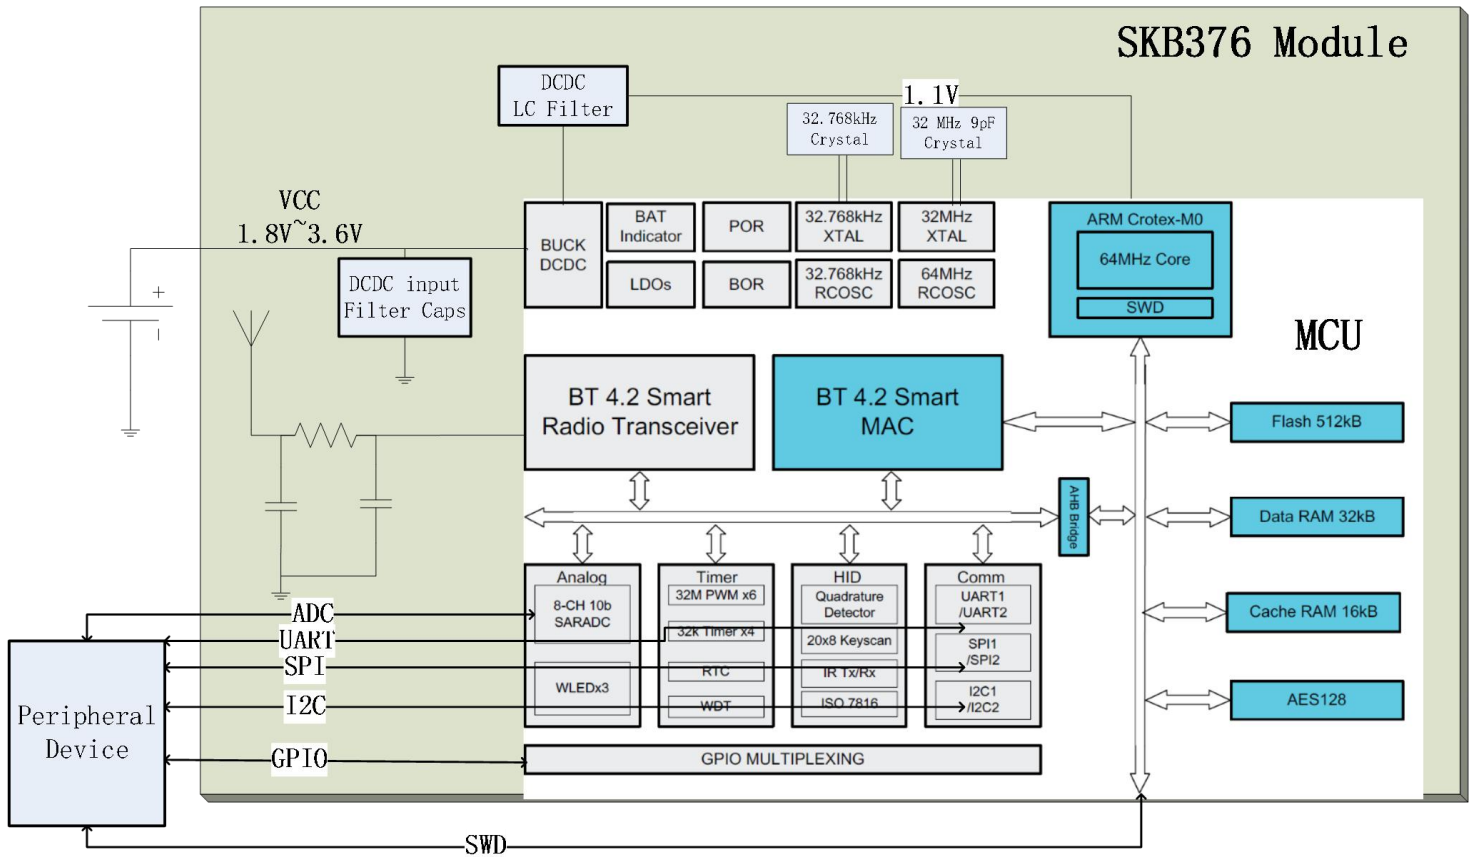 SKB376 Module
DCDC
LC Filter
1.1V
32.768kHz
Crystal
32 MHz 9pF
Crystal
VCC
1.8V~3.6V
DCDC input
Filter Caps
+
BUCK
DCDC
BAT
Indicator
POR
32.768kHz
XTAL
32MHz
XTAL
LDOs
BOR
32.768kHz
RCOSC
64MHz
RCOSC
ARM Crotex-M0
64MHz Core
SWD
MCU
BT 4.2 Smart
Radio Transceiver
BT 4.2 Smart
MAC
Flash 512kB
AHB Bridge
Data RAM 32kB
Cache RAM 16kB
AES128
Analog
8-CH 10b
SARADC
WLEDx3
Timer
32M PWM x6
32k Timer x4
RTC
WDT
HID
Quadrature
Detector
20x8 Keyscan
IR Tx/Rx
ISO 7816
Comm
UART1
/UART2
SPI1
/SPI2
I2C1
/I2C2
GPIO MULTIPLEXING
ADC
UART
SPI
I2C
GPIO
SWD
Peripheral
Device